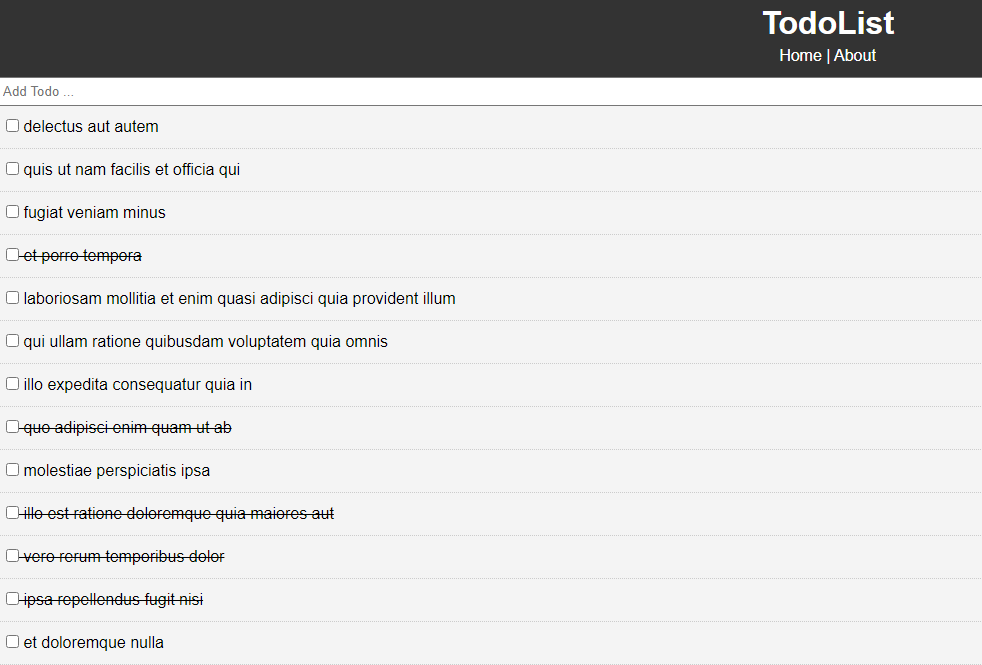 TodoList
Home | About
Add Todo ...
delectus aut autem
quis ut nam facilis et officia qui
fugiat veniam minus
et porro tempora
laboriosam mollitia et enim quasi adipisci quia provident illum
qui ullam ratione quibusdam voluptatem quia omnis
illo expedita consequatur quia in
quo adipisci enim quam ut ab
molestiae perspiciatis ipsa
illo est ratione doloremque quia maiores aut
vero rerum temporibus dolor
ipsa repellendus fugit nisi
et doloremque nulla